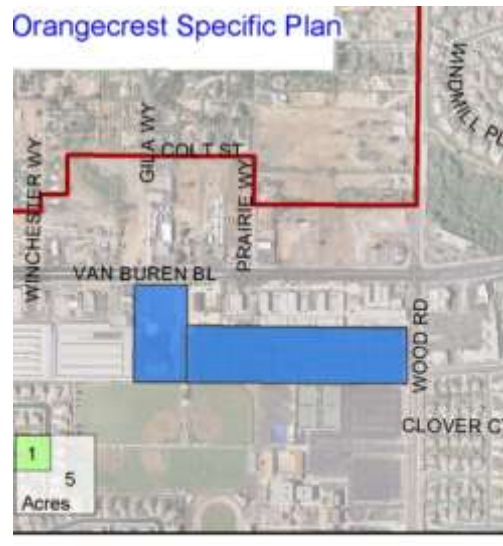 Orangecrest Specific Plan
WINDMILL PL
GILA WY
COLT ST
WINCHESTER WY
PRAIRIE WY
VAN BUREN BL
WOOD RD
CLOVER C
1
5
Acres